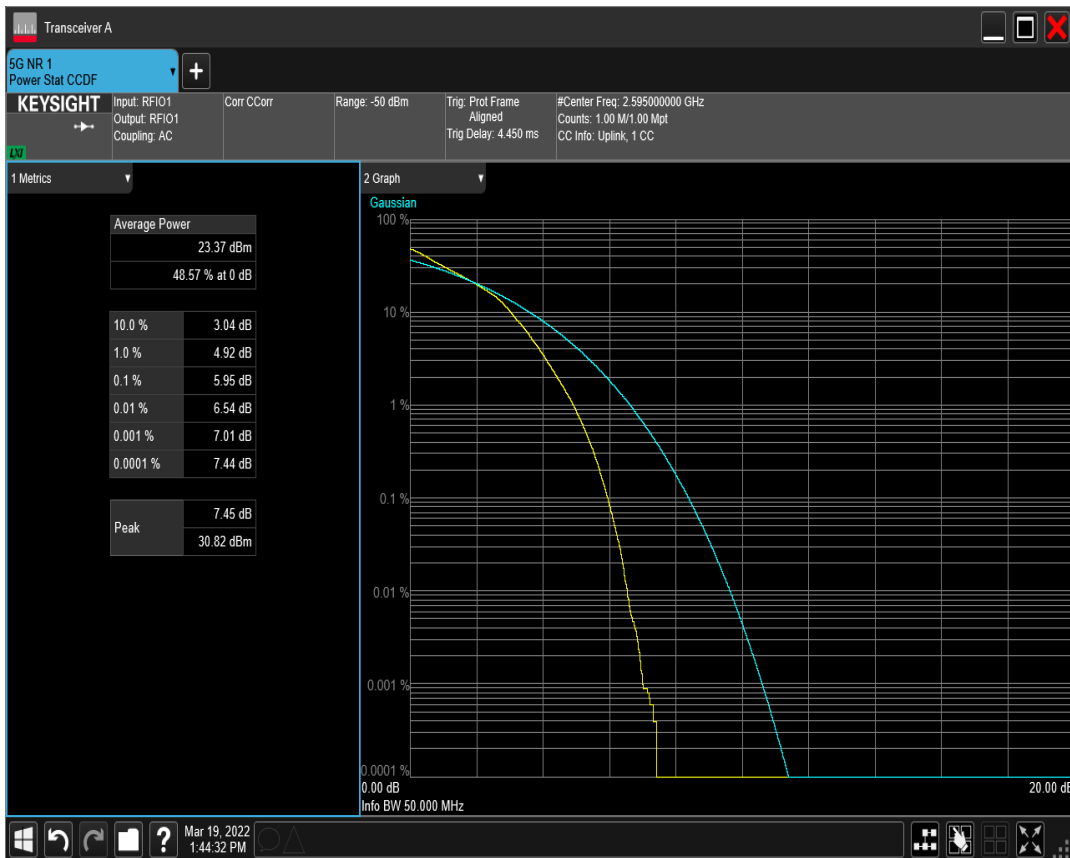 Transceiver A
5G NR 1
Power Stat CCDF
KEYSIGHT
LXI
Input: RFIO1
Output: RFIO1
Coupling: AC
Corr CCorr
Range: -50 dBm
Trig: Prot Frame
Aligned
Trig Delay: 4.450 ms
#Center Freq: 2.595000000 GHz
Counts: 1.00 M/1.00 Mpt
CC Info: Uplink, 1 CC
1 Metrics
Average Power
23.37 dBm
48.57 % at 0 dB
10.0 % 3.04 dB
1.0 % 4.92 dB
0.1 % 5.95 dB
0.01 % 6.54 dB
0.001 % 7.01 dB
0.0001 % 7.44 dB
Peak
7.45 dB
30.82 dBm
2 Graph
Gaussian
100 %
10 %
1 %
0.1 %
0.01 %
0.001 %
0.0001 %
0.00 dB
20.00 dB
Info BW 50.000 MHz
?
Mar 19, 2022
1:44:32 PM